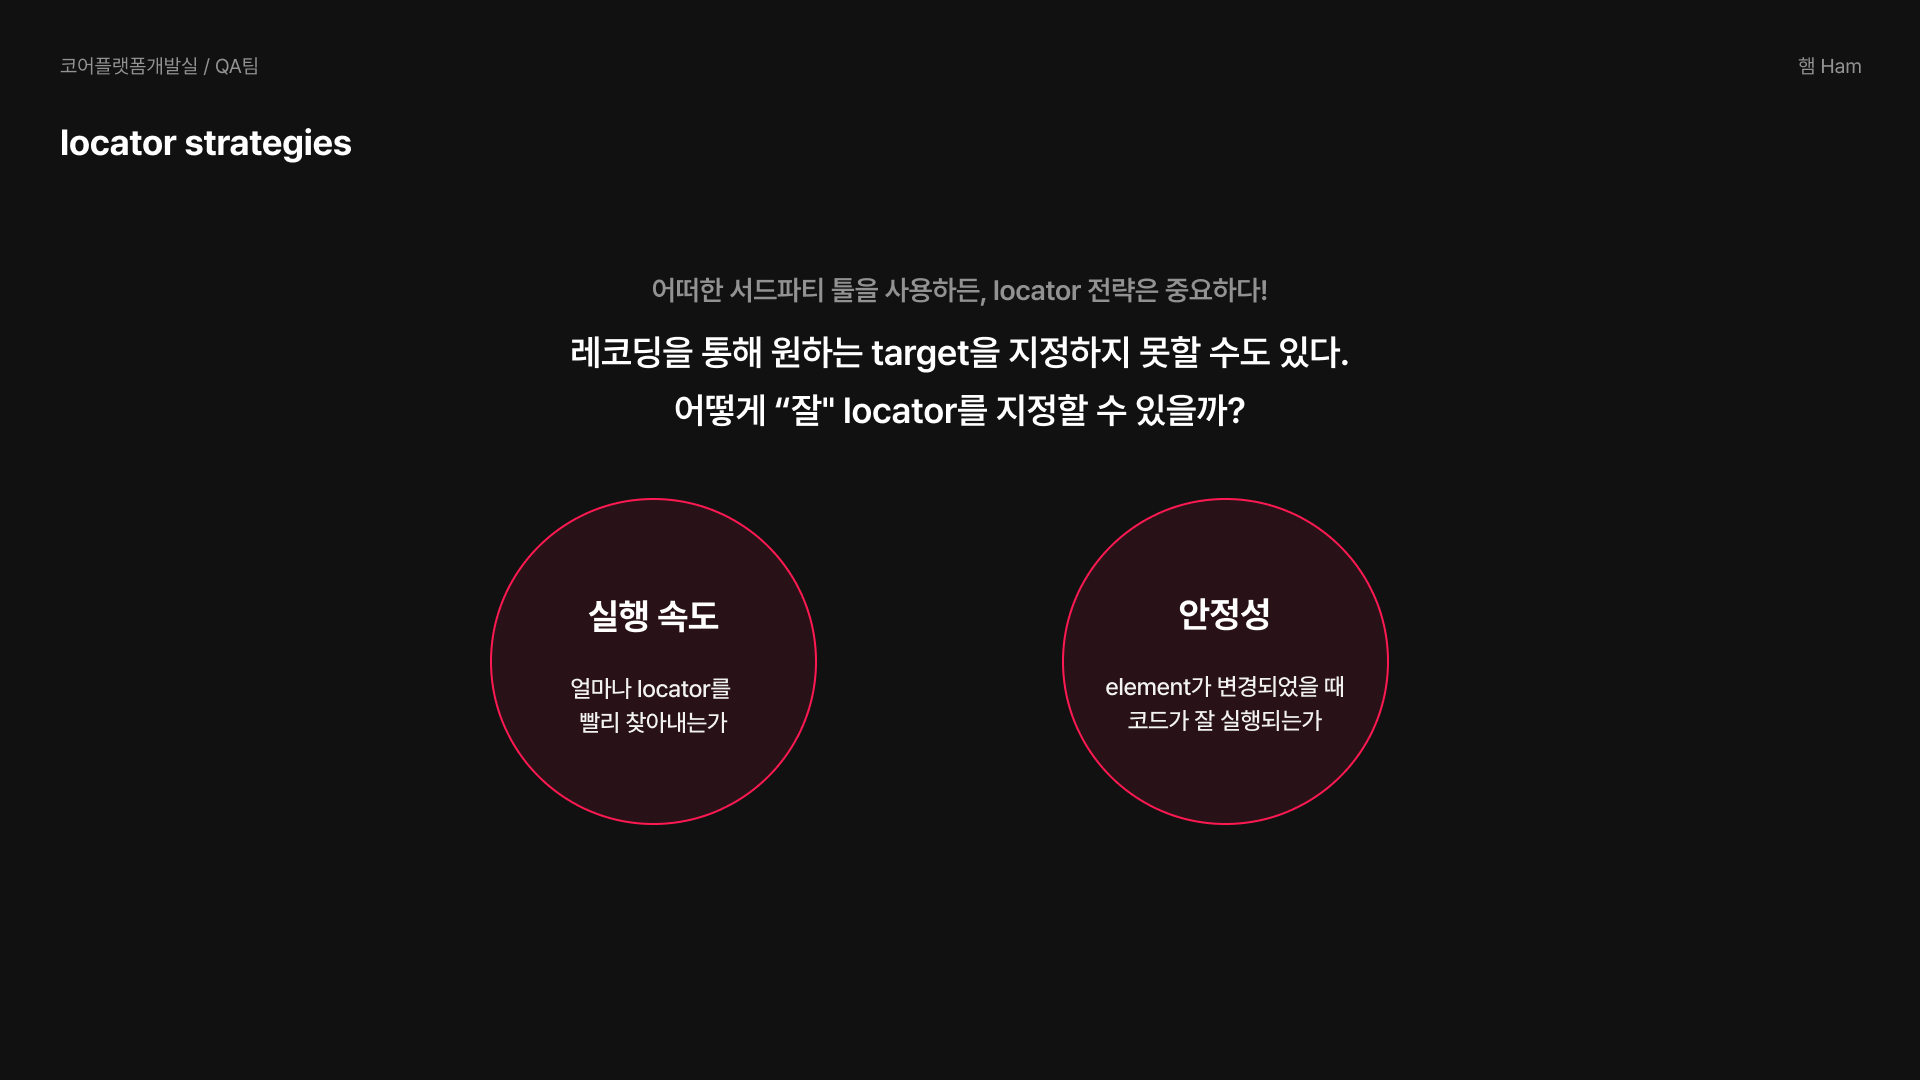 코어플랫폼개발실 / QA팀
햄 Ham
locator strategies
어떠한 서드파티 툴을 사용하든, locator 전략은 중요하다!
레코딩을 통해 원하는 target을 지정하지 못할 수도 있다.
어떻게 “잘" locator를 지정할 수 있을까?
실행 속도
얼마나 locator를
빨리 찾아내는가
안정성
element가 변경되었을 때
코드가 잘 실행되는가